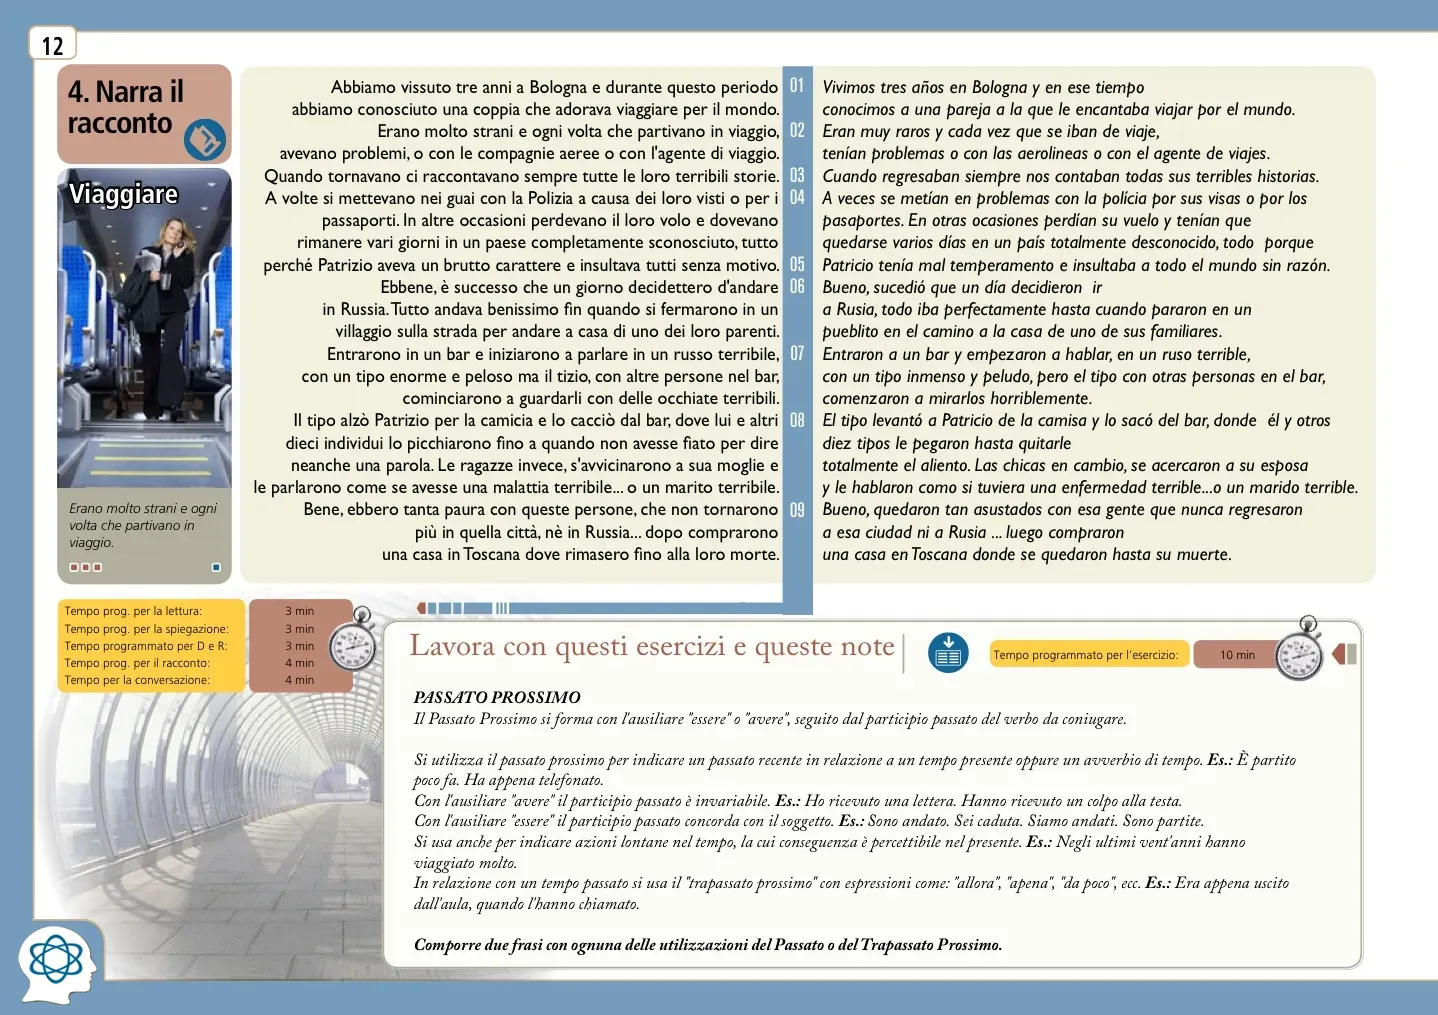 12
4. Narra il
racconto
Viaggiare
Erano molto strani e ogni
volta che partivano in
viaggio.
Abbiamo vissuto tre anni a Bologna e durante questo periodo
abbiamo conosciuto una coppia che adorava viaggiare per il mondo.
Erano molto strani e ogni volta che partivano in viaggio,
avevano problemi, o con le compagnie aeree o con l'agente di viaggio.
Quando tornavano ci raccontavano sempre tutte le loro terribili storie.
A volte si mettevano nei guai con la Polizia a causa dei loro visti o per i
passaporti. In altre occasioni perdevano il loro volo e dovevano
rimanere vari giorni in un paese completamente sconosciuto, tutto
perché Patrizio aveva un brutto carattere e insultava tutti senza motivo.
Ebbene, è successo che un giorno decidettero d'andare
in Russia. Tutto andava benissimo fin quando si fermarono in un
villaggio sulla strada per andare a casa di uno dei loro parenti.
Entrarono in un bar e iniziarono a parlare in un russo terribile,
con un tipo enorme e peloso ma il tizio, con altre persone nel bar,
cominciarono a guardarli con delle occhiate terribili.
Il tipo alzò Patrizio per la camicia e lo cacciò dal bar, dove lui e altri
dieci individui lo picchiarono fino a quando non avesse fiato per dire
neanche una parola. Le ragazze invece, s'avvicinarono a sua moglie e
le parlarono come se avesse una malattia terribile... o un marito terribile.
Bene, ebbero tanta paura con queste persone, che non tornarono
più in quella città, nè in Russia... dopo comprarono
una casa in Toscana dove rimasero fino alla loro morte.
01
02
03
04
05
06
07
08
09
Vivimos tres años en Bologna y en ese tiempo
conocimos a una pareja a la que le encantaba viajar por el mundo.
Eran muy raros y cada vez que se iban de viaje,
tenían problemas o con las aerolineas o con el agente de viajes.
Cuando regresaban siempre nos contaban todas sus terribles historias.
A veces se metían en problemas con la polícia por sus visas o por los
pasaportes. En otras ocasiones perdían su vuelo y tenían que
quedarse varios días en un país totalmente desconocido, todo porque
Patricio tenía mal temperamento e insultaba a todo el mundo sin razón.
Bueno, sucedió que un día decidieron ir
a Rusia, todo iba perfectamente hasta cuando pararon en un
pueblito en el camino a la casa de uno de sus familiares.
Entraron a un bar y empezaron a hablar, en un ruso terrible,
con un tipo inmenso y peludo, pero el tipo con otras personas en el bar,
comenzaron a mirarlos horriblemente.
El tipo levantó a Patricio de la camisa y lo sacó del bar, donde él y otros
diez tipos le pegaron hasta quitarle
totalmente el aliento. Las chicas en cambio, se acercaron a su esposa
y le hablaron como si tuviera una enfermedad terrible...o un marido terrible.
Bueno, quedaron tan asustados con esa gente que nunca regresaron
a esa ciudad ni a Rusia ... luego compraron
una casa en Toscana donde se quedaron hasta su muerte.
Tempo prog. per la lettura: 3 min
Tempo prog. per la spiegazione: 3 min
Tempo programmato per D e R: 3 min
Tempo prog. per il racconto: 4 min
Tempo per la conversazione: 4 min
Lavora con questi esercizi e queste note
Tempo programmato per l'esercizio: 10 min
PASSATO PROSSIMO
Il Passato Prossimo si forma con l'ausiliare "essere" o "avere", seguito dal participio passato del verbo da coniugare.
Si utilizza il passato prossimo per indicare un passato recente in relazione a un tempo presente oppure un avverbio di tempo. Es.: È partito
poco fa. Ha appena telefonato.
Con l'ausiliare "avere" il participio passato è invariabile. Es.: Ho ricevuto una lettera. Hanno ricevuto un colpo alla testa.
Con l'ausiliare "essere" il participio passato concorda con il soggetto. Es.: Sono andato. Sei caduta. Siamo andati. Sono partite.
Si usa anche per indicare azioni lontane nel tempo, la cui conseguenza è percettibile nel presente. Es.: Negli ultimi vent'anni hanno
viaggiato molto.
In relazione con un tempo passato si usa il "trapassato prossimo" con espressioni come: "allora", "apena", "da poco", ecc. Es.: Era appena uscito
dall'aula, quando l'hanno chiamato.
Comporre due frasi con ognuna delle utilizzazioni del Passato o del Trapassato Prossimo.